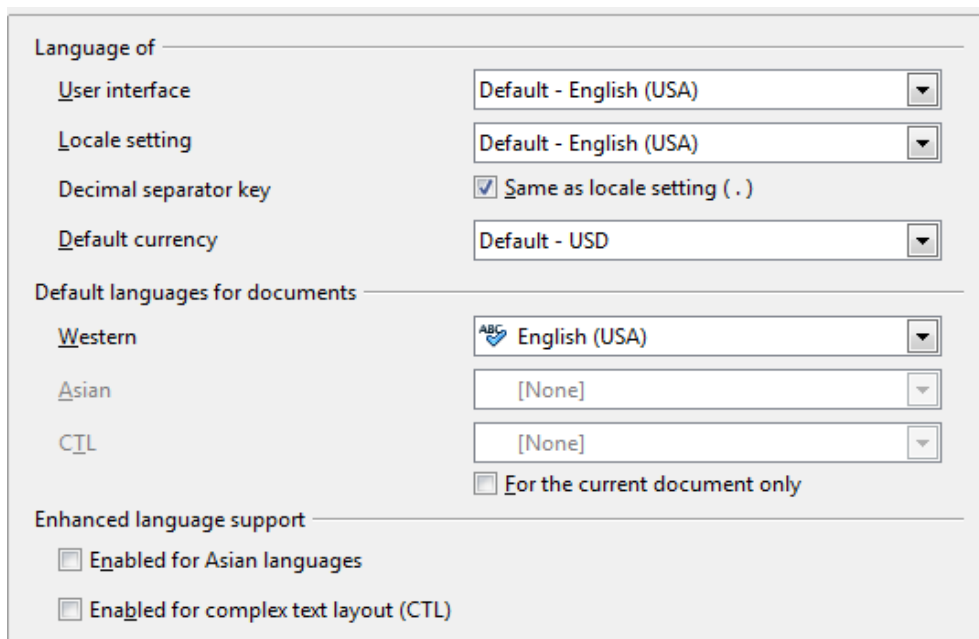 Language of
User interface
Default - English (USA)
Locale setting
Default - English (USA)
Decimal separator key
Same as locale setting ( . )
Default currency
Default - USD
Default languages for documents
Western
ABC English (USA)
Asian
[None]
CTL
[None]
For the current document only
Enhanced language support
Enabled for Asian languages
Enabled for complex text layout (CTL)